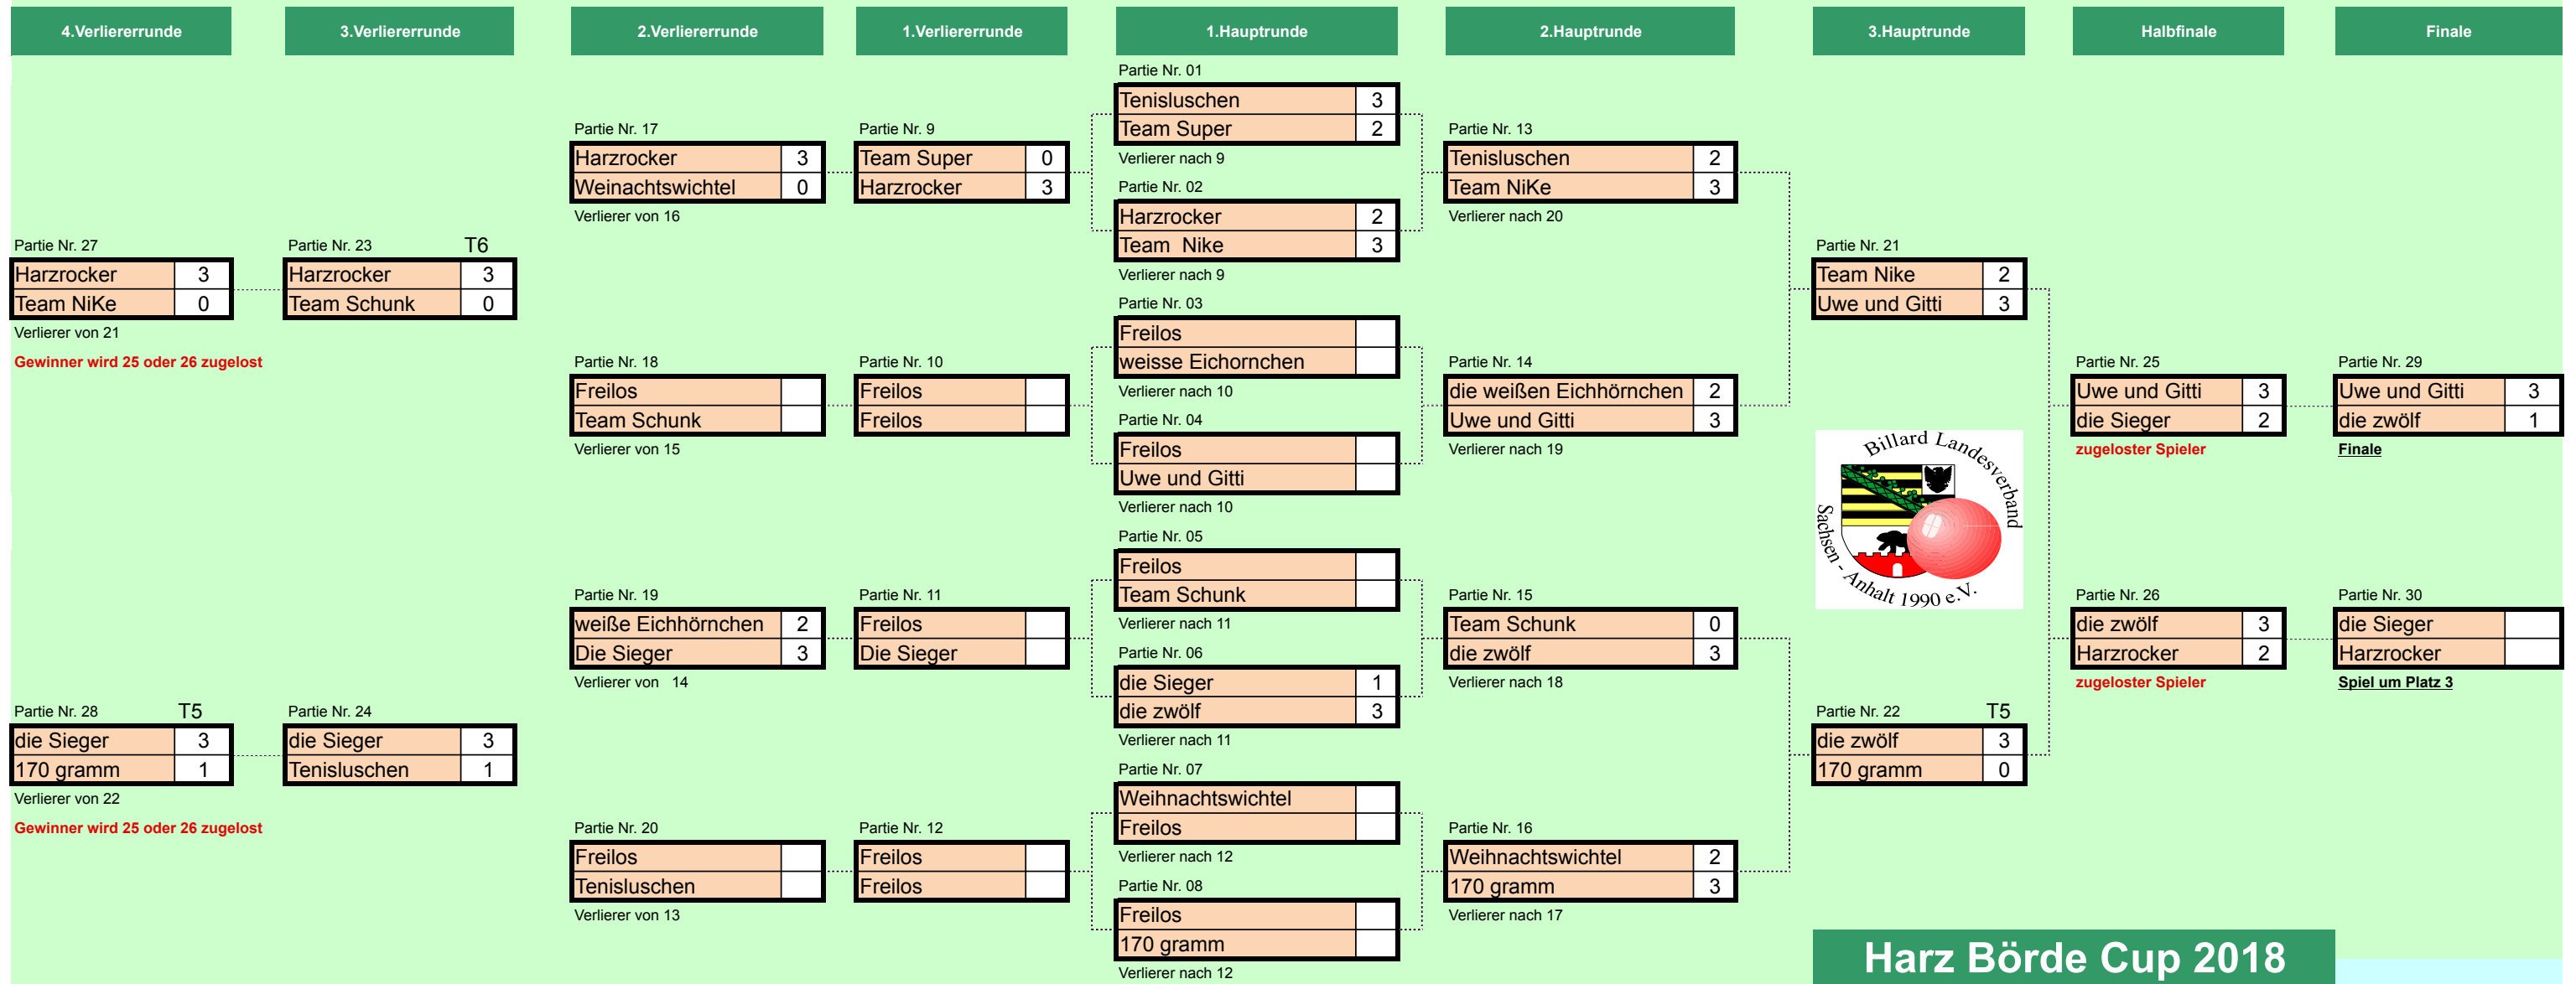 4.Verliererrunde
3.Verliererrunde
2.Verliererrunde
1.Verliererrunde
1.Hauptrunde
2.Hauptrunde
3.Hauptrunde
Halbfinale
Finale
Partie Nr. 27
Harzrocker 3
Team NiKe 0
Verlierer von 21
Gewinner wird 25 oder 26 zugelost
Partie Nr. 28 T5
die Sieger 3
170 gramm 1
Verlierer von 22
Gewinner wird 25 oder 26 zugelost
Partie Nr. 23 T6
Harzrocker 3
Team Schunk 0
Partie Nr. 24
die Sieger 3
Tenisluschen 1
Partie Nr. 17
Harzrocker 3
Weinachtswichtel 0
Verlierer von 16
Partie Nr. 18
Freilos
Team Schunk
Verlierer von 15
Partie Nr. 19
weiße Eichhörnchen 2
Die Sieger 3
Verlierer von 14
Partie Nr. 20
Freilos
Tenisluschen
Verlierer von 13
Partie Nr. 9
Team Super 0
Harzrocker 3
Partie Nr. 10
Freilos
Freilos
Partie Nr. 11
Freilos
Die Sieger
Partie Nr. 12
Freilos
Freilos
Partie Nr. 01
Tenisluschen 3
Team Super 2
Verlierer nach 9
Partie Nr. 02
Harzrocker 2
Team Nike 3
Verlierer nach 9
Partie Nr. 03
Freilos
weisse Eichornchen
Verlierer nach 10
Partie Nr. 04
Freilos
Uwe und Gitti
Verlierer nach 10
Partie Nr. 05
Freilos
Team Schunk
Verlierer nach 11
Partie Nr. 06
die Sieger 1
die zwölf 3
Verlierer nach 11
Partie Nr. 07
Weihnachtswichtel
Freilos
Verlierer nach 12
Partie Nr. 08
Freilos
170 gramm
Verlierer nach 12
Partie Nr. 13
Tenisluschen 2
Team NiKe 3
Verlierer nach 20
Partie Nr. 14
die weißen Eichhörnchen 2
Uwe und Gitti 3
Verlierer nach 19
Partie Nr. 15
Team Schunk 0
die zwölf 3
Verlierer nach 18
Partie Nr. 16
Weihnachtswichtel 2
170 gramm 3
Verlierer nach 17
Partie Nr. 21
Team Nike 2
Uwe und Gitti 3
Billard Landesverband
Sachsen - Anhalt 1990 e.V.
Partie Nr. 22 T5
die zwölf 3
170 gramm 0
Partie Nr. 25
Uwe und Gitti 3
die Sieger 2
zugeloster Spieler
Partie Nr. 26
die zwölf 3
Harzrocker 2
zugeloster Spieler
Partie Nr. 29
Uwe und Gitti 3
die zwölf 1
Finale
Partie Nr. 30
die Sieger
Harzrocker
Spiel um Platz 3
Harz Börde Cup 2018